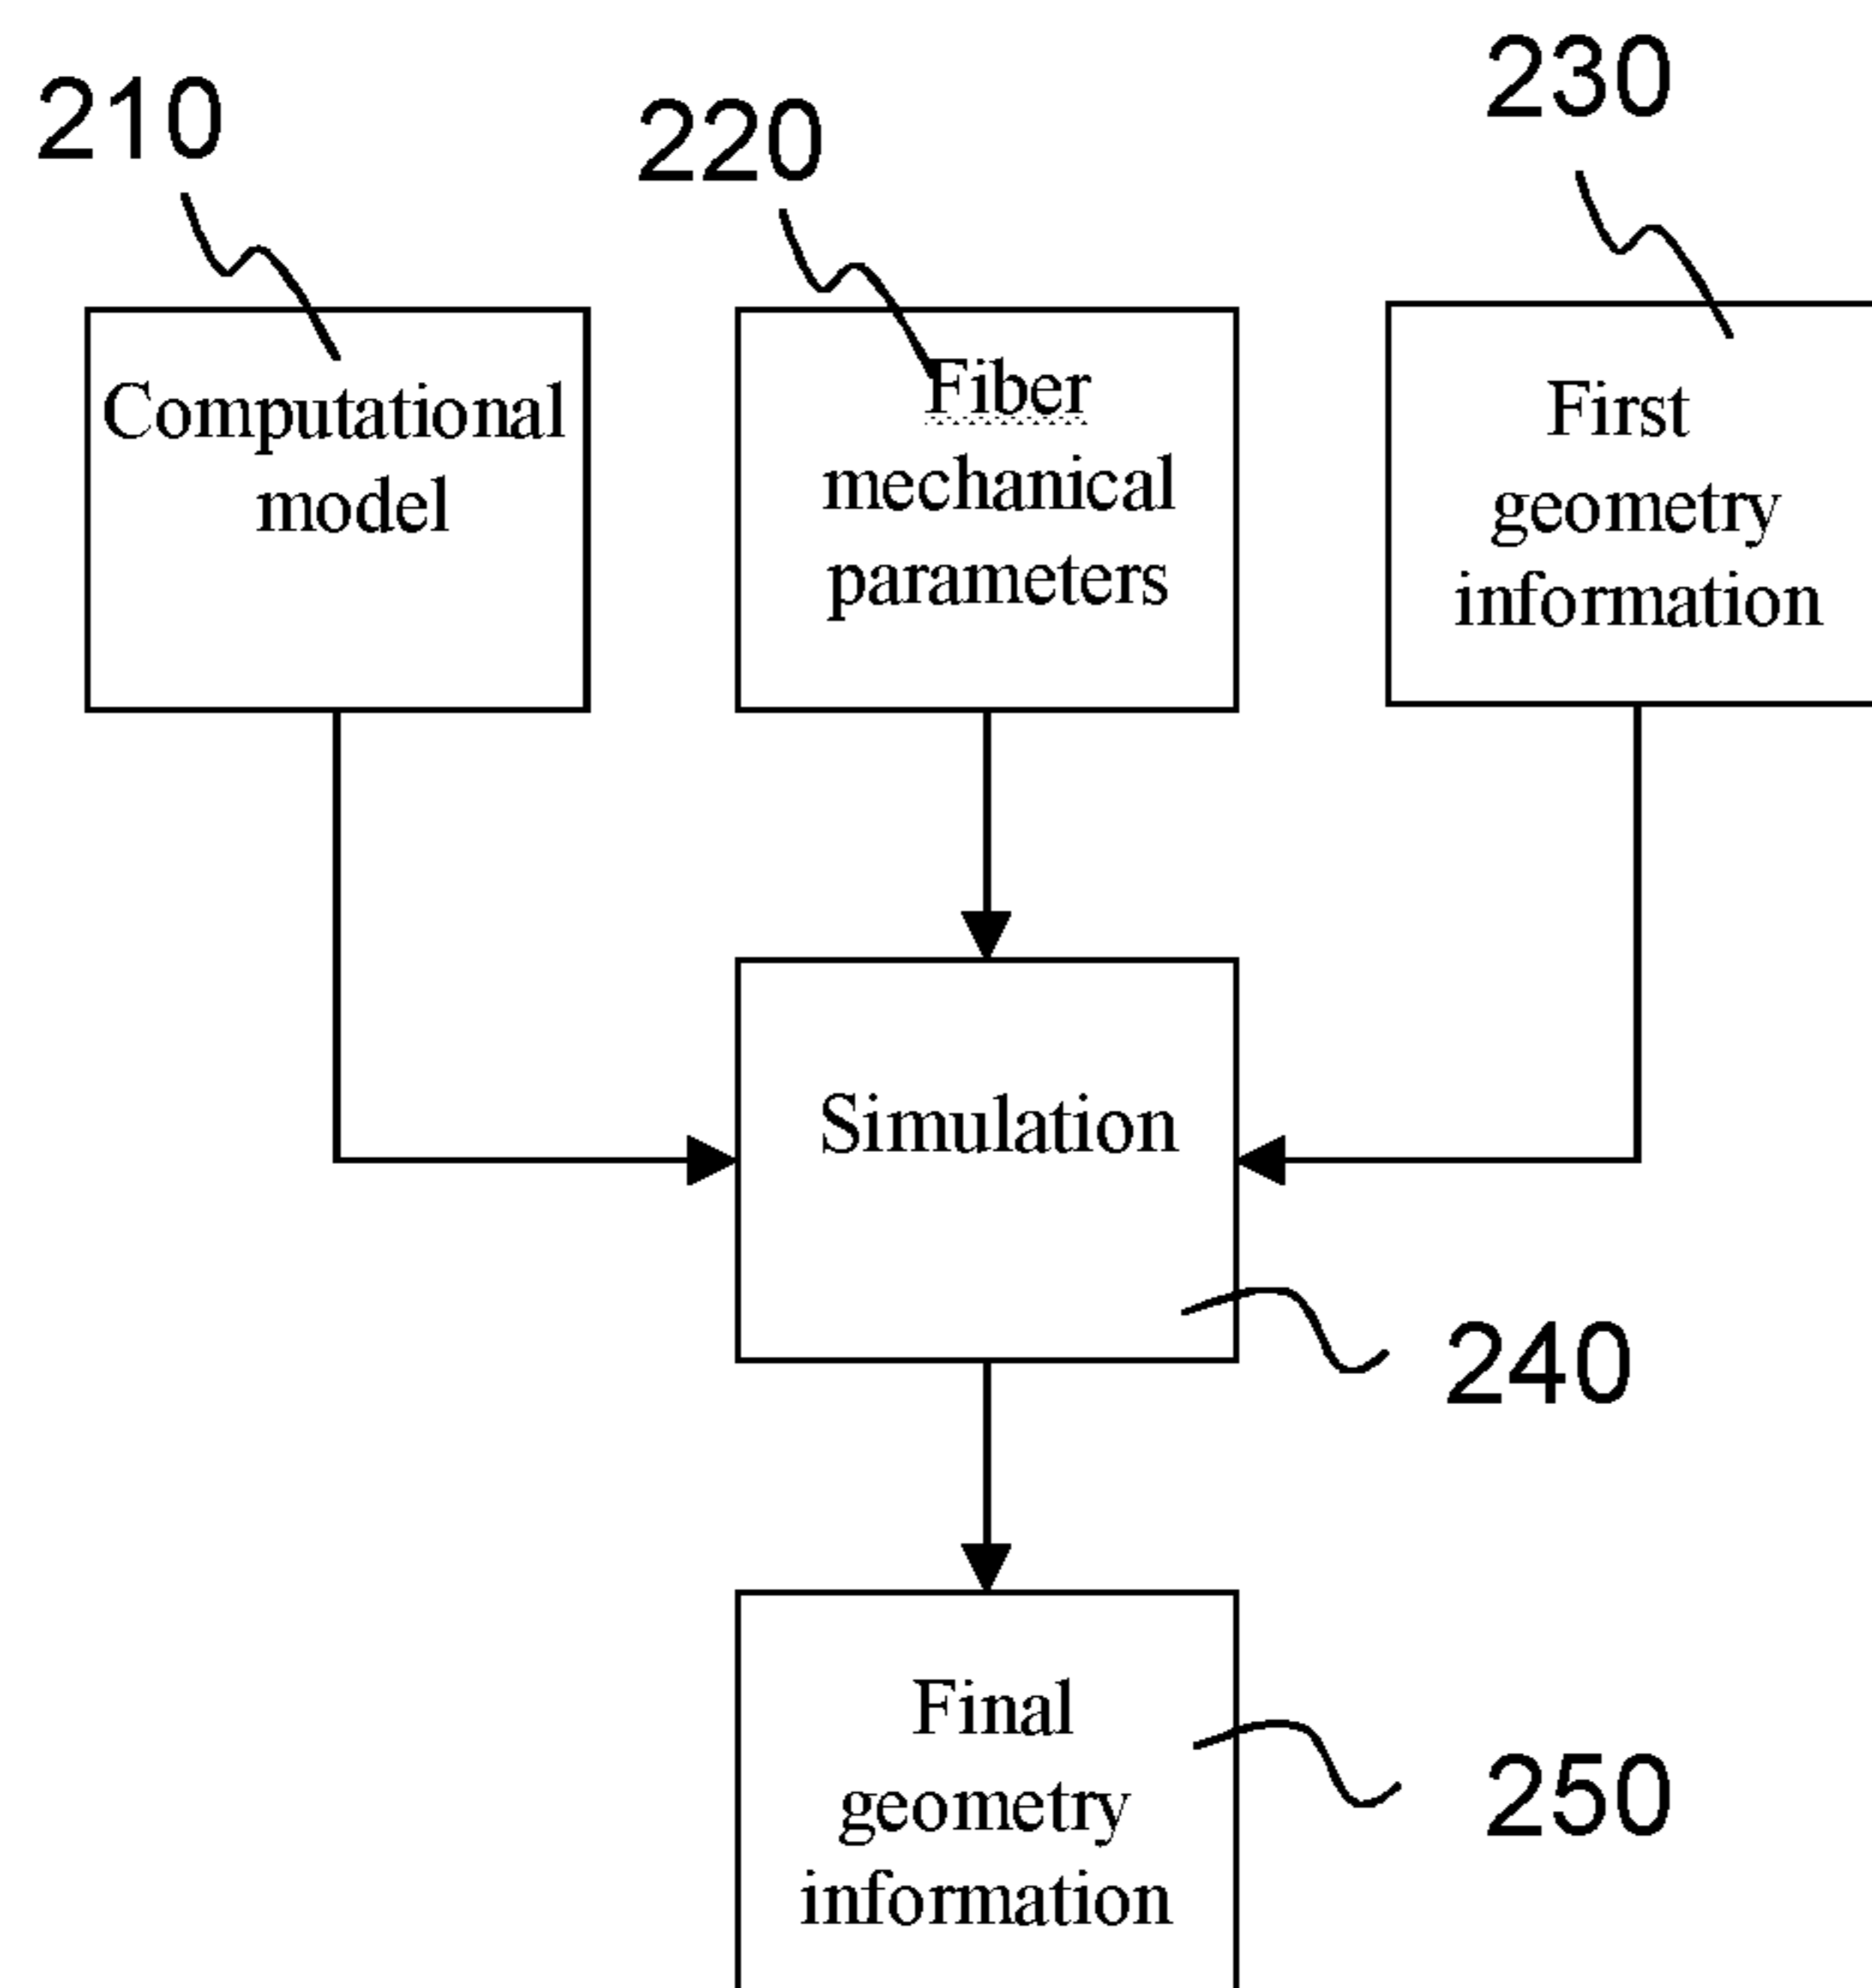 210
220
230
Computational
model
Fiber
mechanical
parameters
First
geometry
information
Simulation
240
Final
geometry
information
250